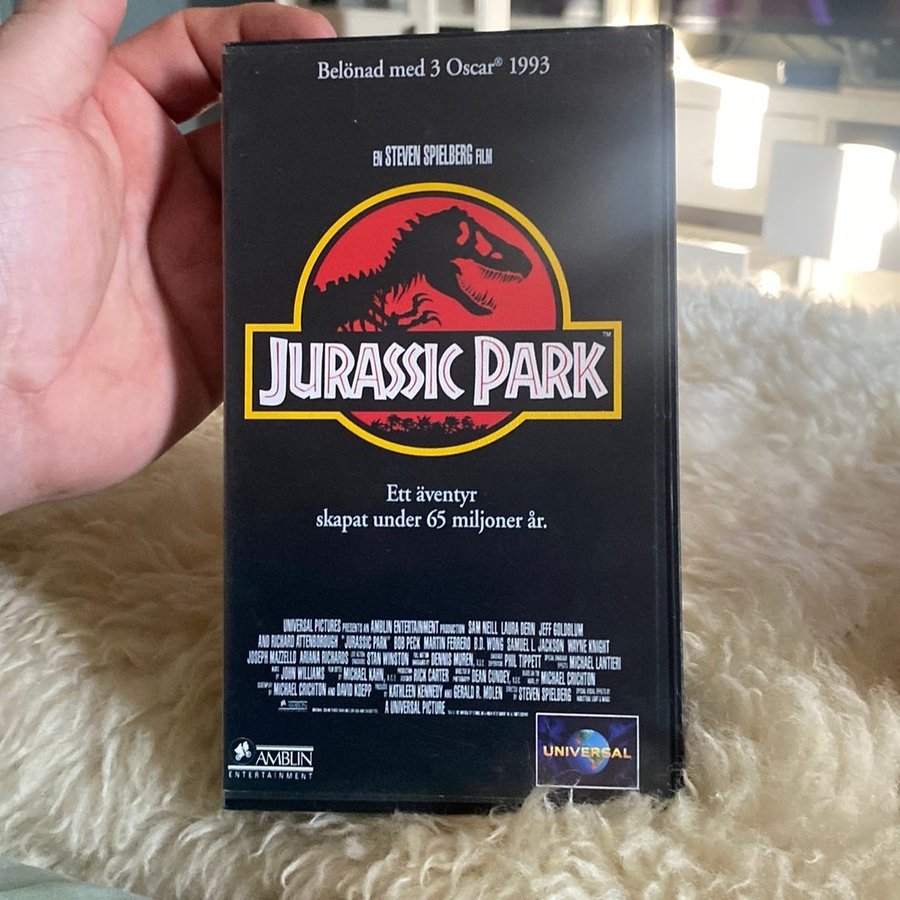 Belönad med 3 Oscar® 1993
EN STEVEN SPIELBERG FILM
JURASSIC PARK™
Ett äventyr
skapat under 65 miljoner år.
UNIVERSAL PICTURES PRESENTS AN AMBLIN ENTERTAINMENT PRODUCTION SAM NEILL LAURA DERN JEFF GOLDBLUM
AND RICHARD ATTENBOROUGH "JURASSIC PARK" BOB PECK MARTIN FERRERO B.D. WONG SAMUEL L. JACKSON WAYNE KNIGHT
JOSEPH MAZZELLO ARIANA RICHARDS STAN WINSTON DENNIS MUREN, A.S.C. PHIL TIPPETT MICHAEL LANTIERI
JOHN WILLIAMS MICHAEL KAHN, RICK CARTER DEAN CUNDEY, A.S.C. MICHAEL CRICHTON
MICHAEL CRICHTON AND DAVID KOEPP KATHLEEN KENNEDY AND GERALD R. MOLEN STEVEN SPIELBERG
AMBLIN A UNIVERSAL PICTURE
UNIVERSAL
AMBLIN
ENTERTAINMENT